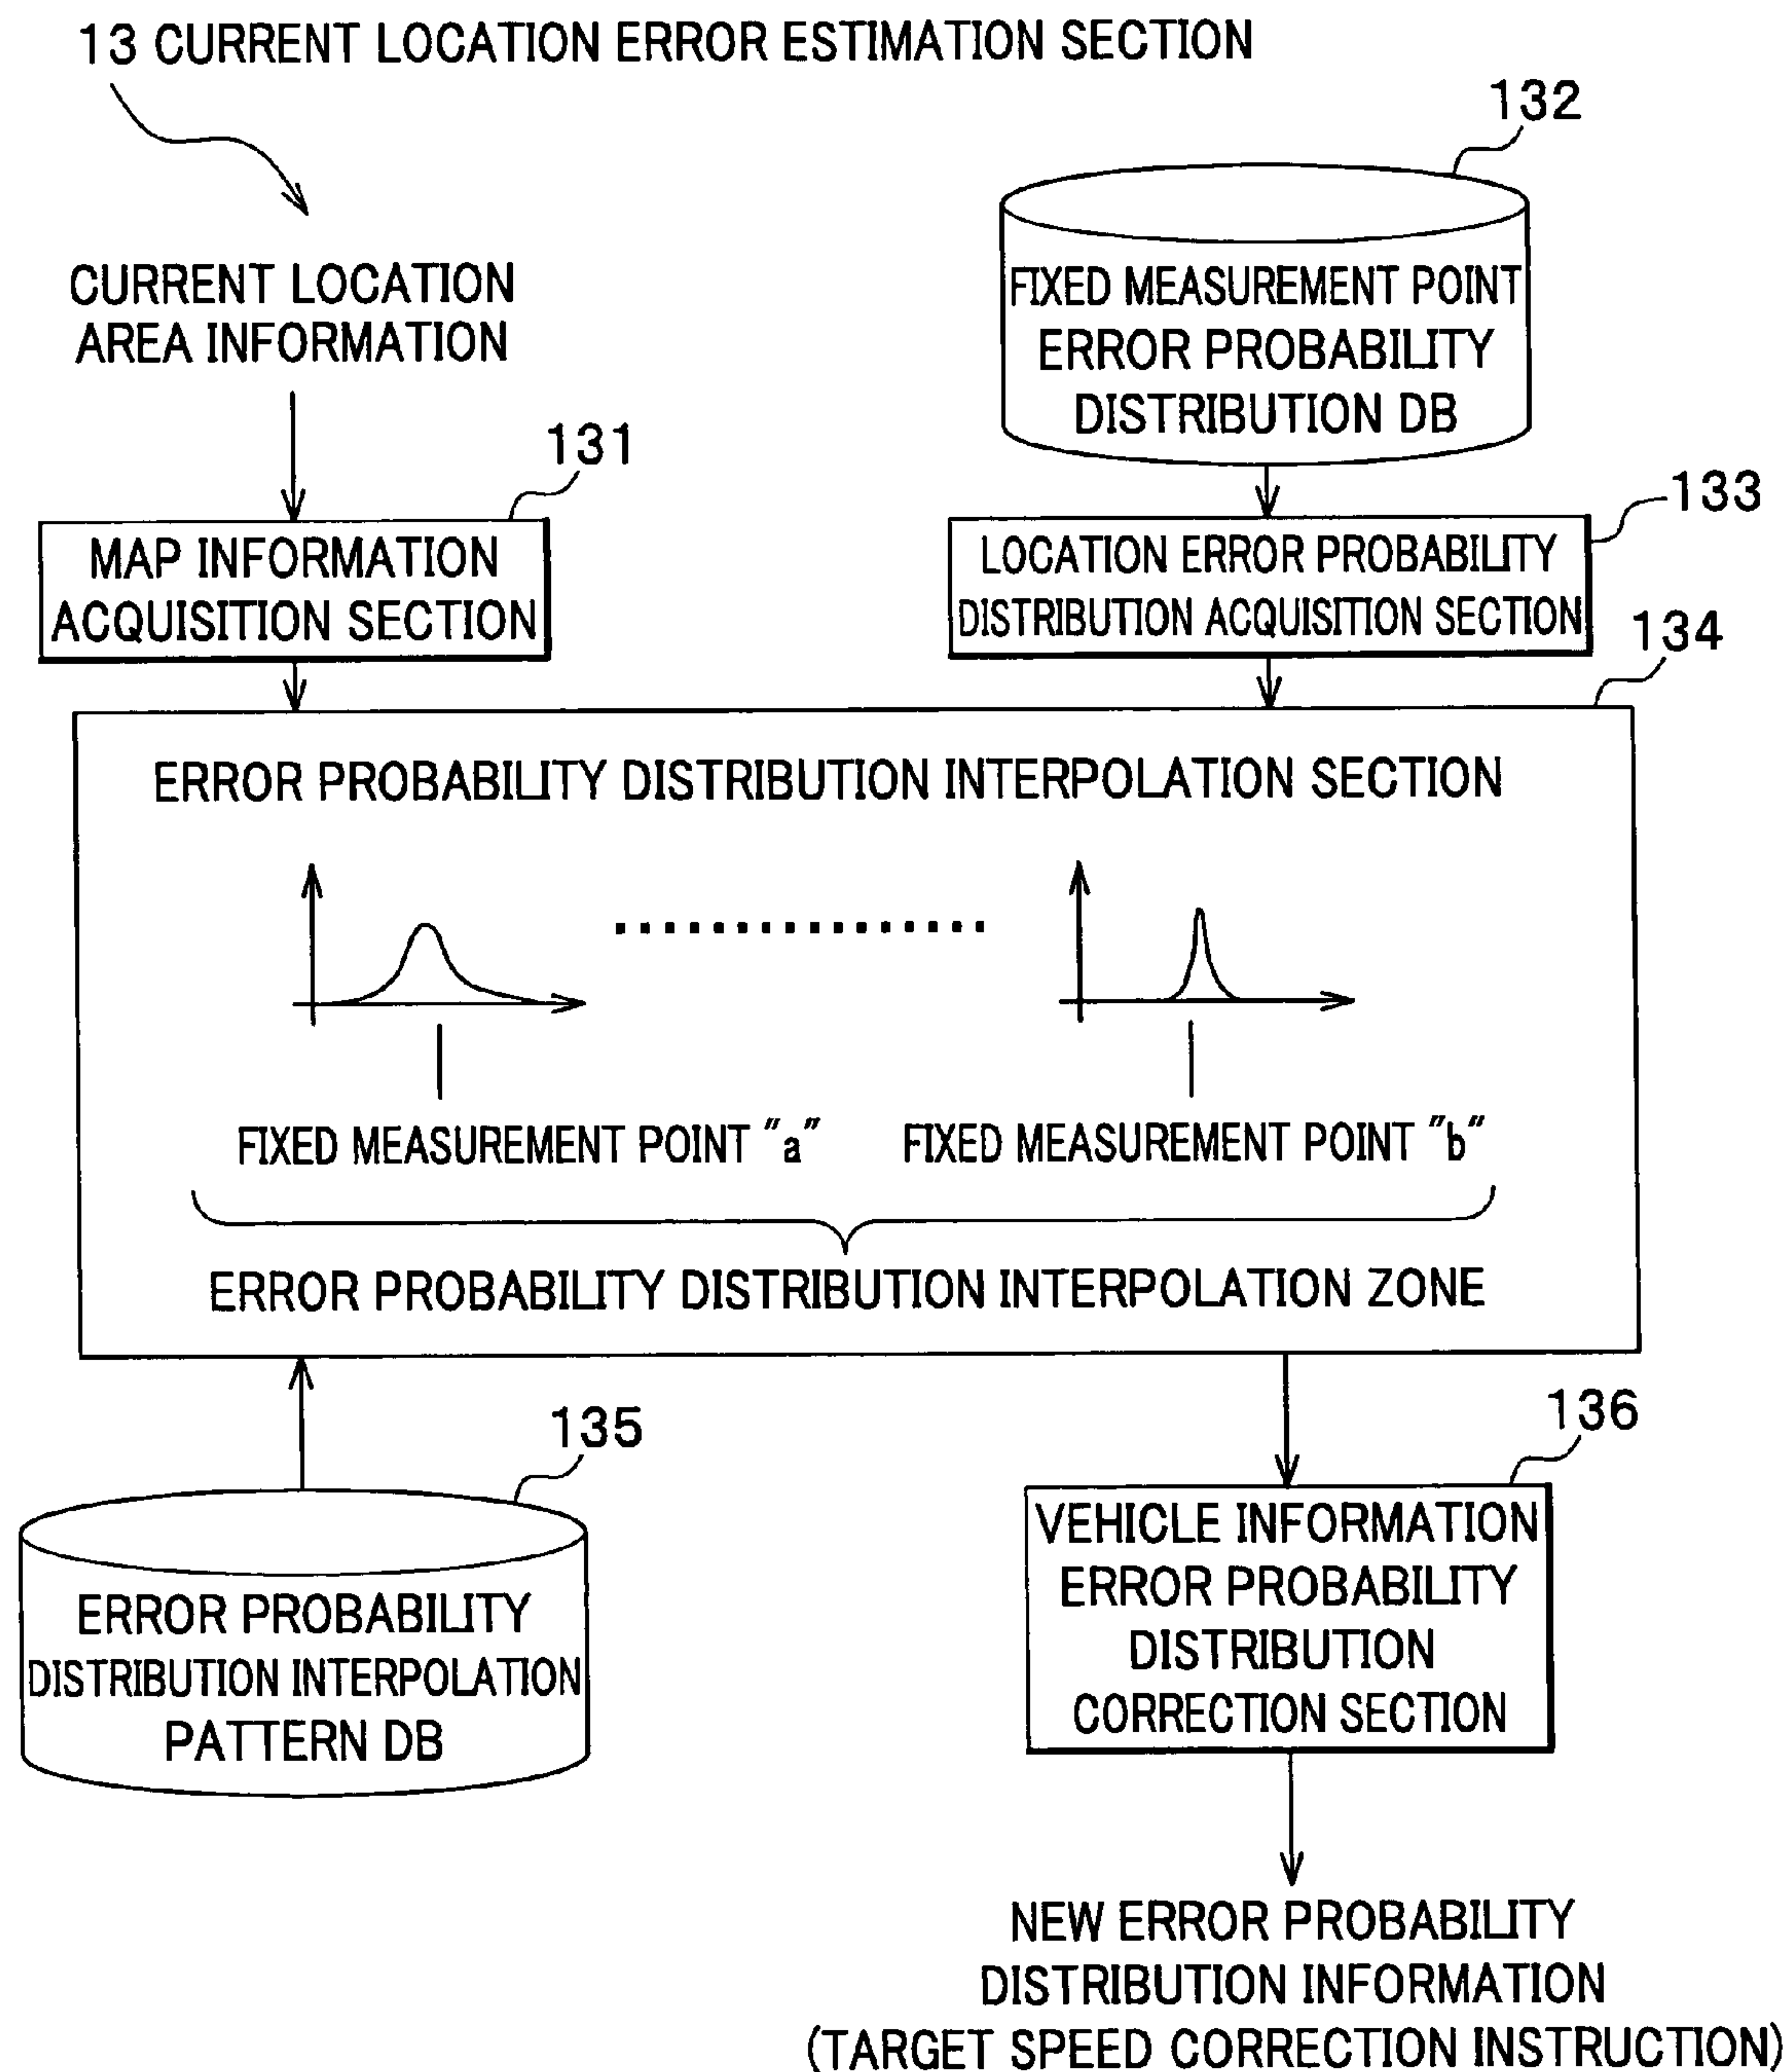 13 CURRENT LOCATION ERROR ESTIMATION SECTION
132
FIXED MEASUREMENT POINT
ERROR PROBABILITY
DISTRIBUTION DB
CURRENT LOCATION
AREA INFORMATION
131
MAP INFORMATION
ACQUISITION SECTION
133
LOCATION ERROR PROBABILITY
DISTRIBUTION ACQUISITION SECTION
134
ERROR PROBABILITY DISTRIBUTION INTERPOLATION SECTION
FIXED MEASUREMENT POINT "a"
FIXED MEASUREMENT POINT "b"
ERROR PROBABILITY DISTRIBUTION INTERPOLATION ZONE
135
ERROR PROBABILITY
DISTRIBUTION INTERPOLATION
PATTERN DB
136
VEHICLE INFORMATION
ERROR PROBABILITY
DISTRIBUTION
CORRECTION SECTION
NEW ERROR PROBABILITY
DISTRIBUTION INFORMATION
(TARGET SPEED CORRECTION INSTRUCTION)